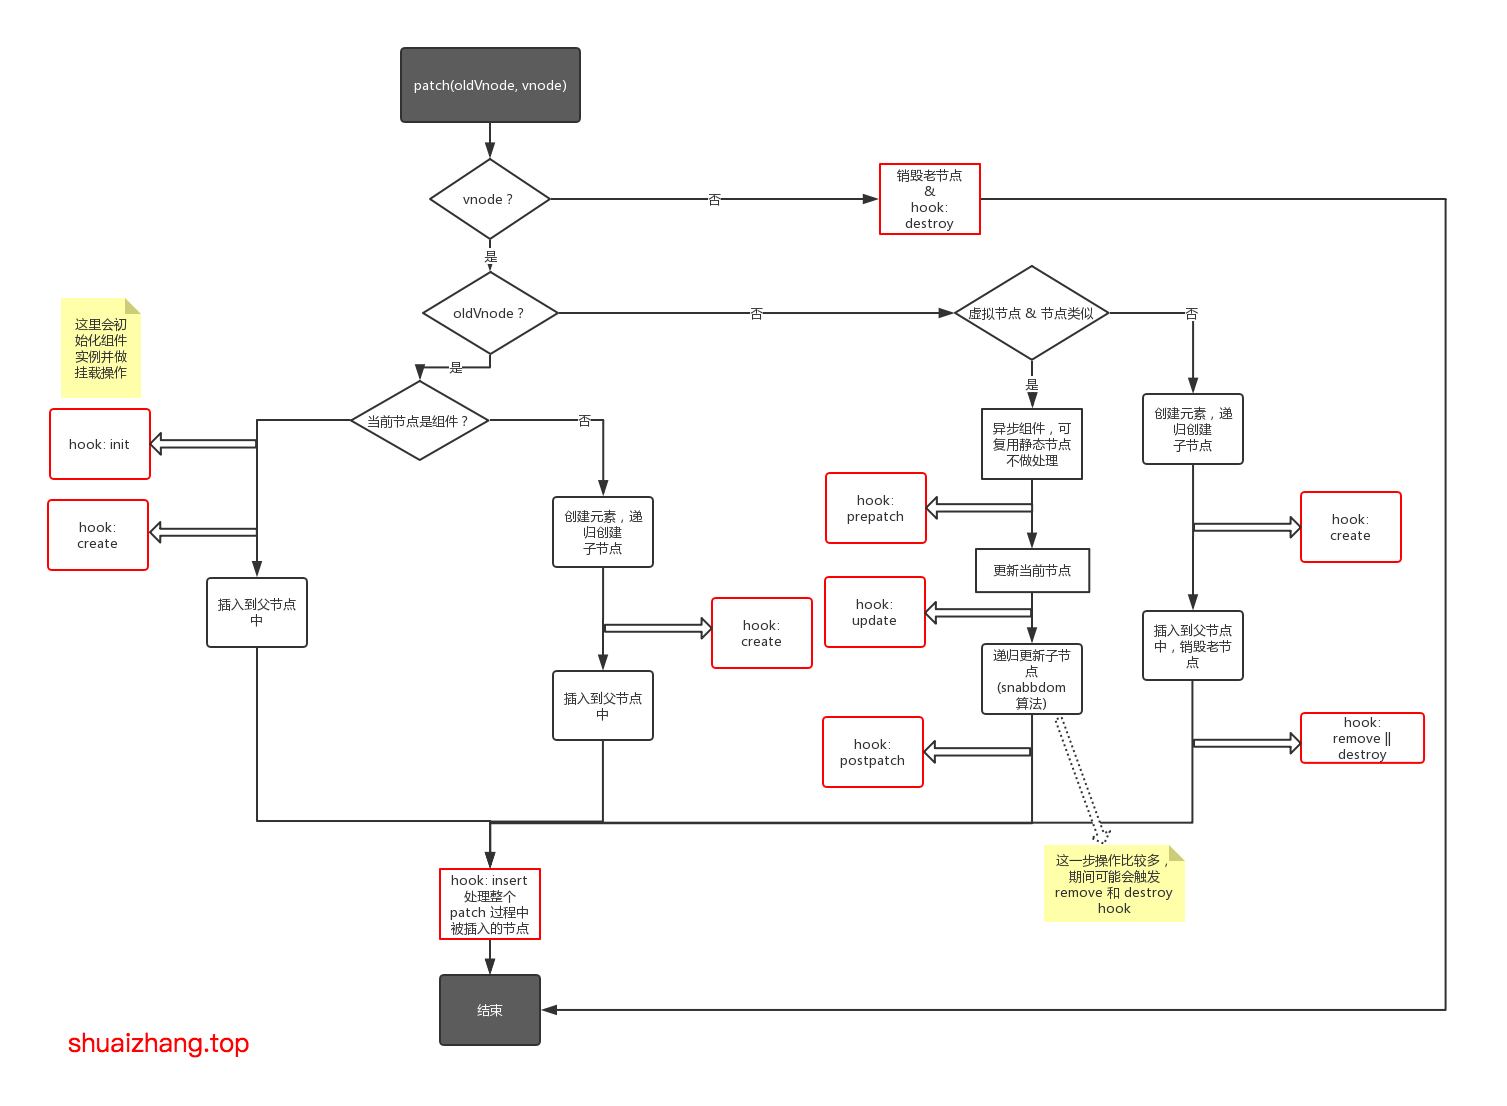 patch(oldVnode, vnode)
vnode ?
否
销毁老节点
&
hook:
destroy
是
oldVnode ?
否
虚拟节点 & 节点类似
否
这里会初
始化组件
实例并做
挂载操作
是
当前节点是组件？
否
是
创建元素，递
归创建
子节点
异步组件，可
复用静态节点
不做处理
hook: init
hook:
create
创建元素，递
归创建
子节点
hook:
prepatch
hook:
create
更新当前节点
插入到父节点
中
hook:
create
hook:
update
插入到父节点
中，销毁老节
点
递归更新子节
点
(snabbdom
算法)
插入到父节点
中
hook:
postpatch
hook:
remove ||
destroy
这一步操作比较多，
期间可能会触发
remove 和 destroy
hook
hook: insert
处理整个
patch 过程中
被插入的节点
结束
shuaizhang.top